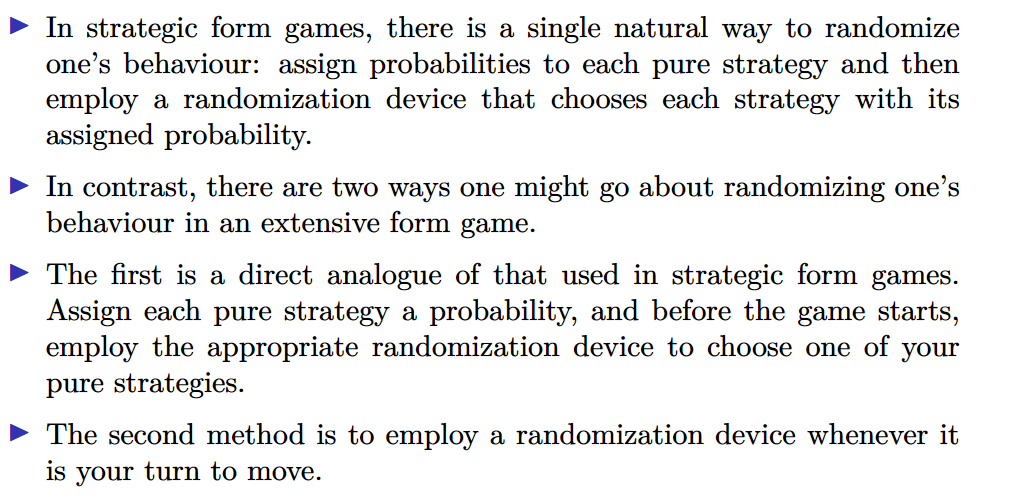 ▶ In strategic form games, there is a single natural way to randomize
one's behaviour: assign probabilities to each pure strategy and then
employ a randomization device that chooses each strategy with its
assigned probability.
▶ In contrast, there are two ways one might go about randomizing one's
behaviour in an extensive form game.
▶ The first is a direct analogue of that used in strategic form games.
Assign each pure strategy a probability, and before the game starts,
employ the appropriate randomization device to choose one of your
pure strategies.
▶ The second method is to employ a randomization device whenever it
is your turn to move.